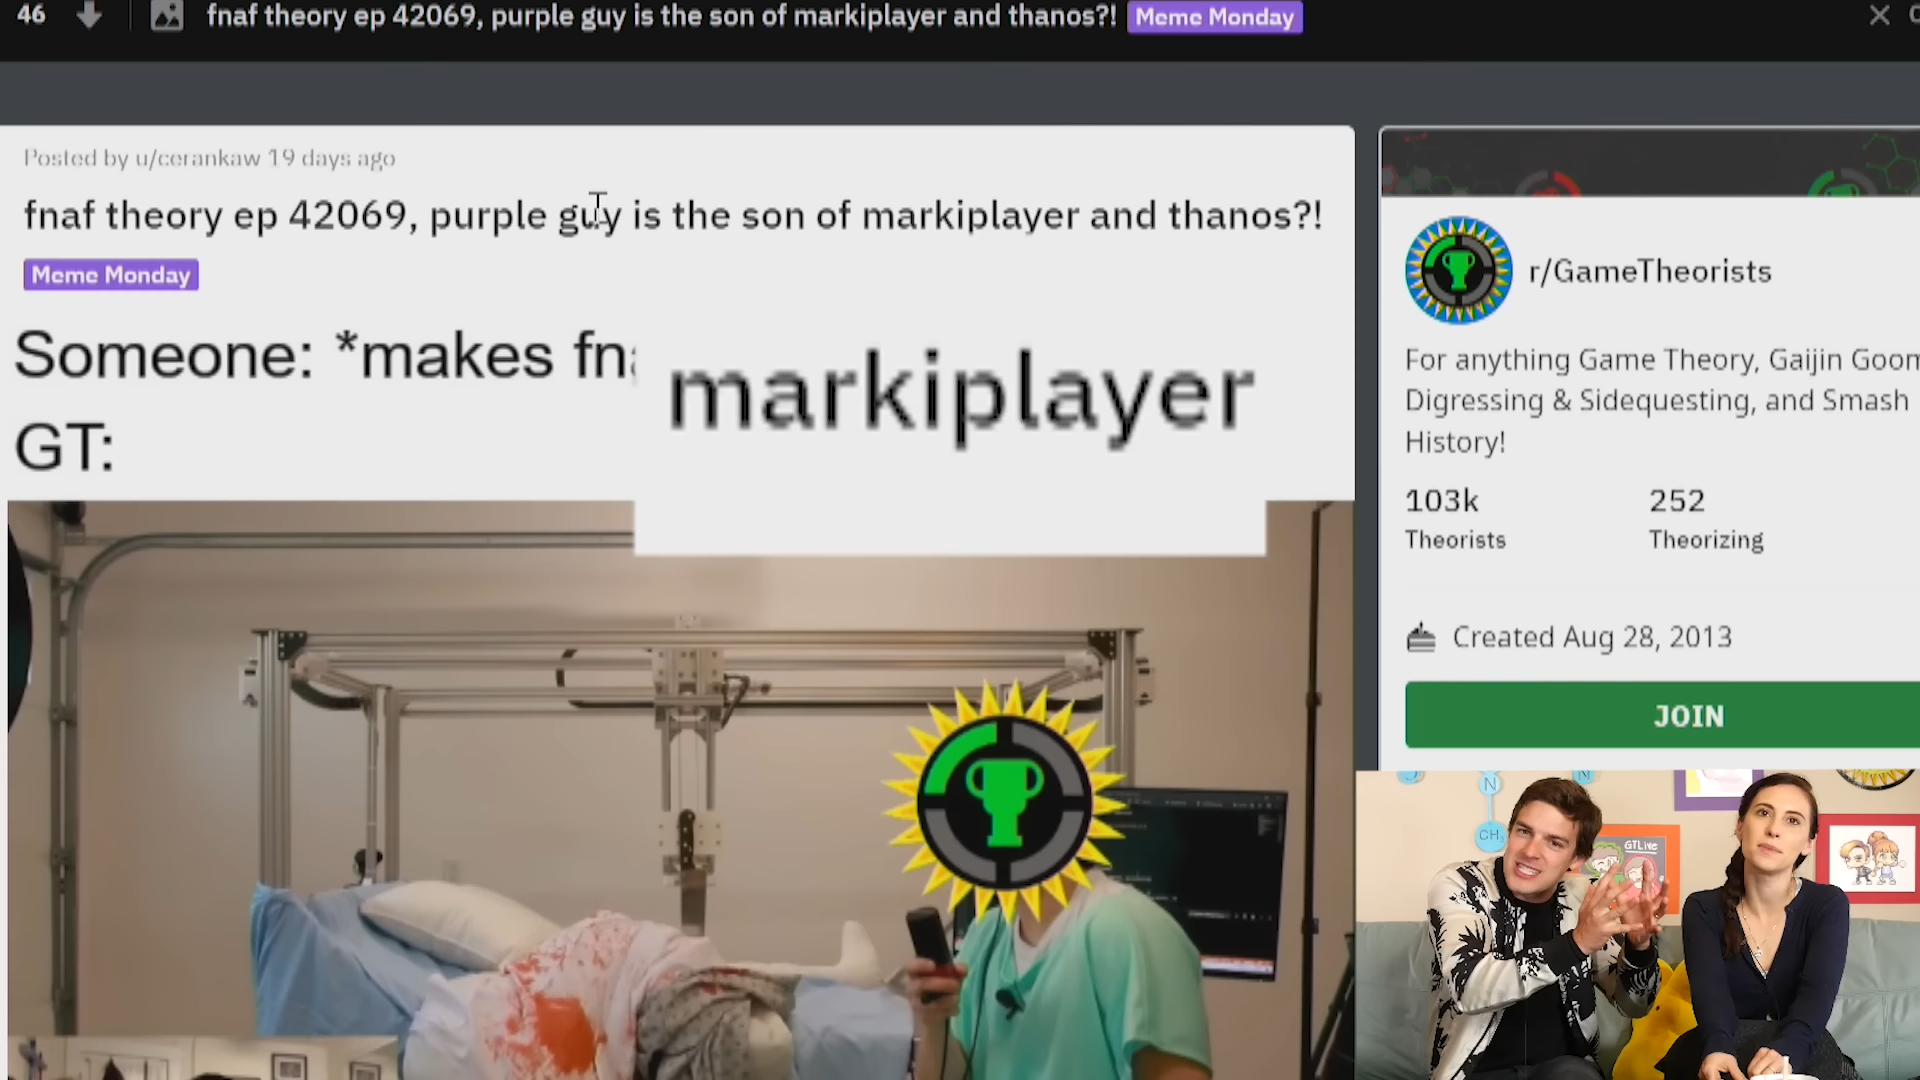 46
fnaf theory ep 42069, purple guy is the son of markiplayer and thanos?! Meme Monday
Posted by u/cerankaw 19 days ago
fnaf theory ep 42069, purple guy is the son of markiplayer and thanos?!
Meme Monday
Someone: *makes fn
GT:
markiplayer
r/GameTheorists
For anything Game Theory, Gaijin Goom
Digressing & Sidequesting, and Smash
History!
103k 252
Theorists Theorizing
Created Aug 28, 2013
JOIN
N
N
CH₃
GTLive